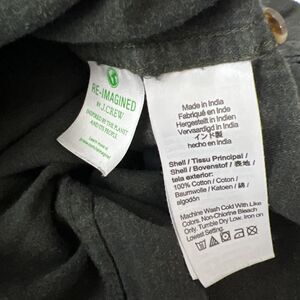 RE-IMAGINED
BY J.CREW
INSPIRED BY THE PLANET
AND ITS PEOPLE.
Made in India
Fabriqué en Inde
Hergestellt in Indien
Vervaardigd in India
インド製
hecho en India
Shell / Tissu Principal /
Shell / Bovenstof / 表地 /
tela exterior:
100% Cotton / Coton /
Baumwolle / Katoen / 綿 /
algodón
Machine Wash Cold With Like
Colors. Non-Chlorine Bleach
Only, Tumble Dry Low. Iron on
Lowest Setting.